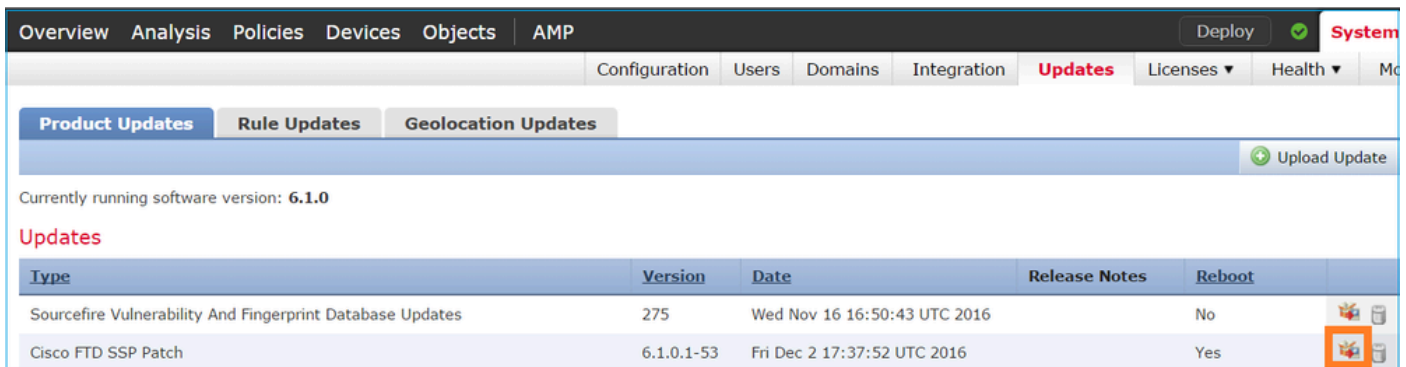 Overview Analysis Policies Devices Objects AMP Deploy System
Configuration Users Domains Integration Updates Licenses ▼ Health ▼
Product Updates Rule Updates Geolocation Updates
Upload Update
Currently running software version: 6.1.0
Updates
Type Version Date Release Notes Reboot
Sourcefire Vulnerability And Fingerprint Database Updates 275 Wed Nov 16 16:50:43 UTC 2016 No
Cisco FTD SSP Patch 6.1.0.1-53 Fri Dec 2 17:37:52 UTC 2016 Yes